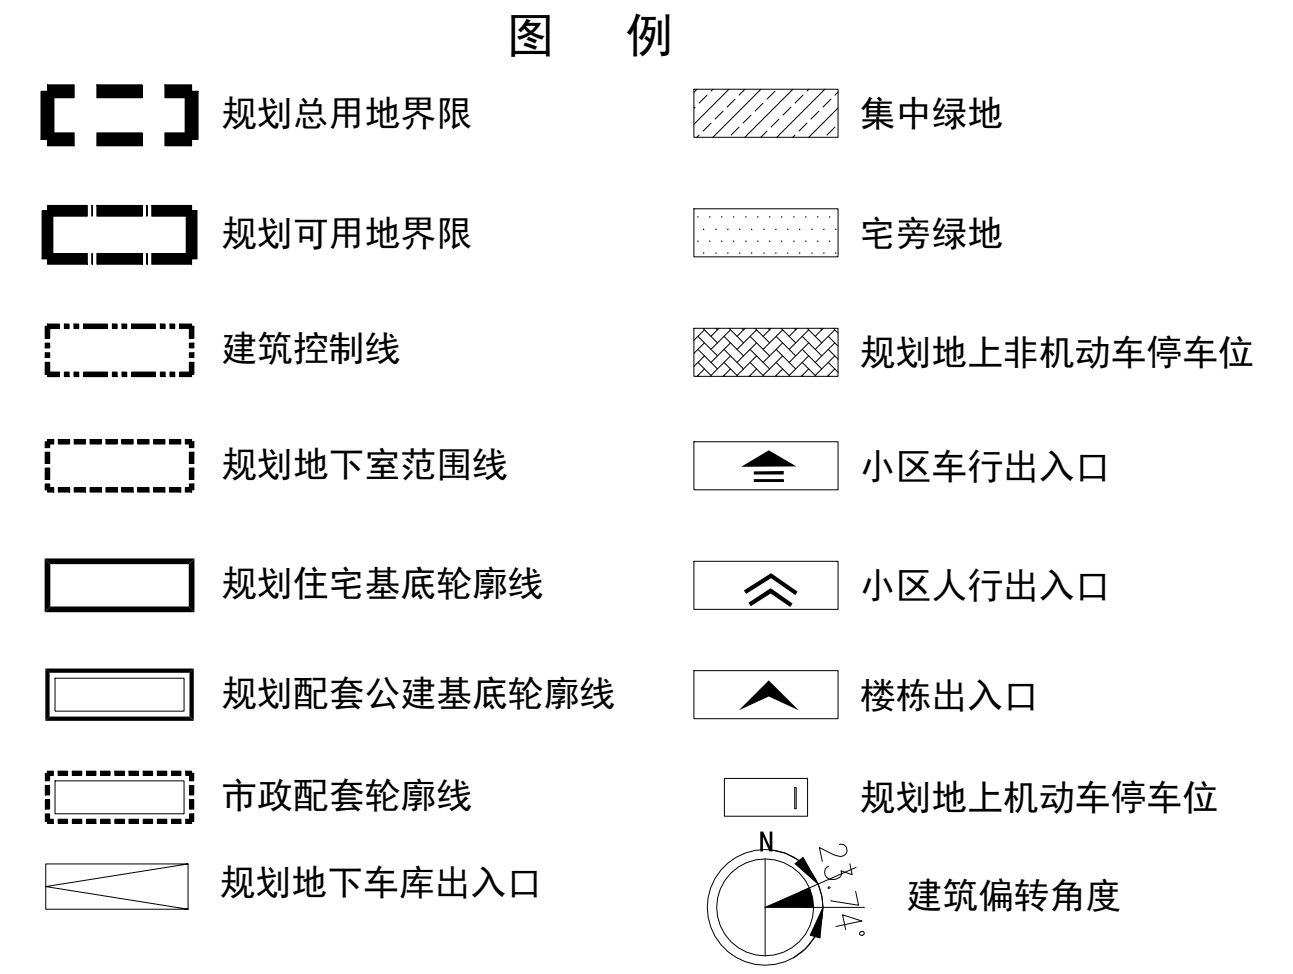 图 例
规划总用地界限
规划可用地界限
建筑控制线
规划地下室范围线
规划住宅基底轮廓线
规划配套公建基底轮廓线
市政配套轮廓线
规划地下车库出入口
集中绿地
宅旁绿地
规划地上非机动车停车位
小区车行出入口
小区人行出入口
楼栋出入口
规划地上机动车停车位
N
23.74°
建筑偏转角度